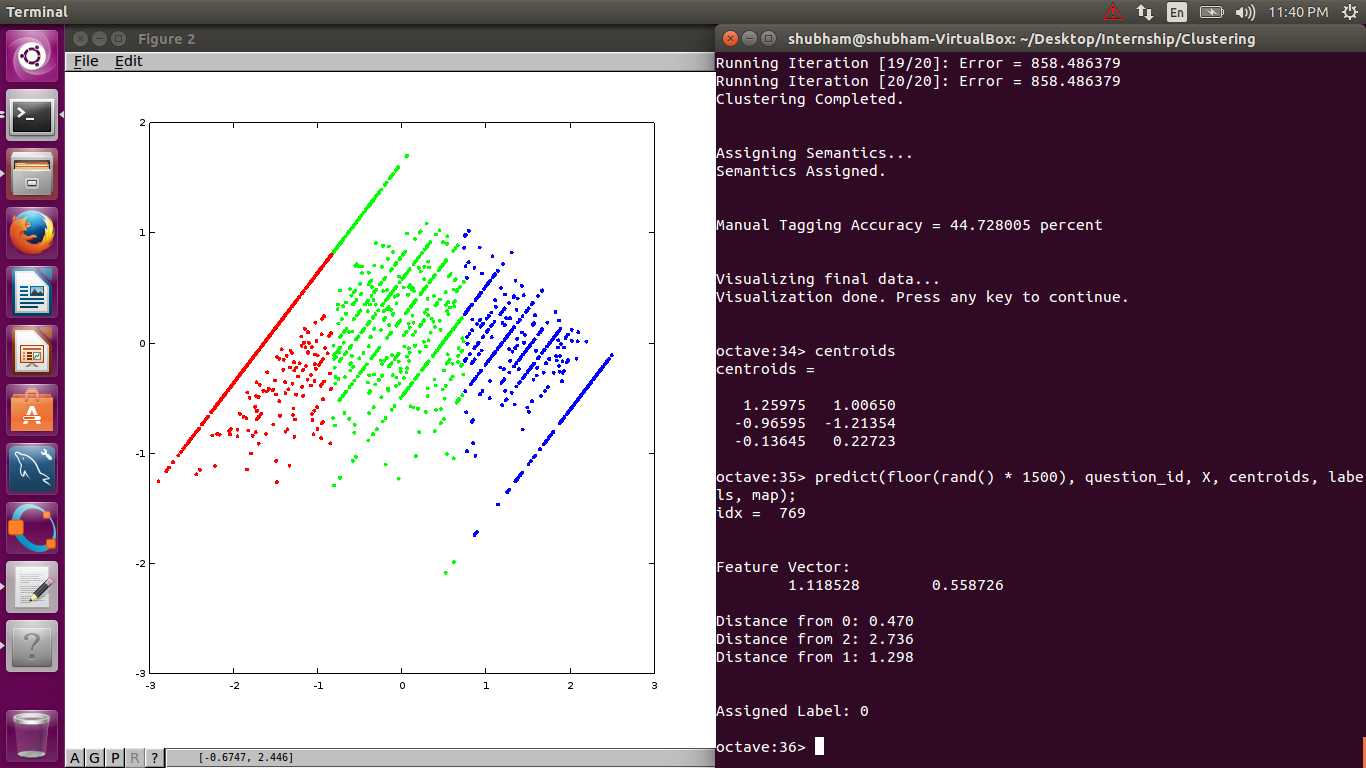 Terminal
En
11:40 PM
Figure 2
File Edit
2
1
0
-1
-2
-3
-3 -2 -1 0 1 2 3
A G P R ?
[-0.6747, 2.446]
shubham@shubham-VirtualBox: ~/Desktop/Internship/Clustering
Running Iteration [19/20]: Error = 858.486379
Running Iteration [20/20]: Error = 858.486379
Clustering Completed.
Assigning Semantics...
Semantics Assigned.
Manual Tagging Accuracy = 44.728005 percent
Visualizing final data...
Visualization done. Press any key to continue.
octave:34> centroids
centroids =
1.25975 1.00650
-0.96595 -1.21354
-0.13645 0.22723
octave:35> predict(floor(rand() * 1500), question_id, X, centroids, labe
ls, map);
idx = 769
Feature Vector:
1.118528 0.558726
Distance from 0: 0.470
Distance from 2: 2.736
Distance from 1: 1.298
Assigned Label: 0
octave:36>